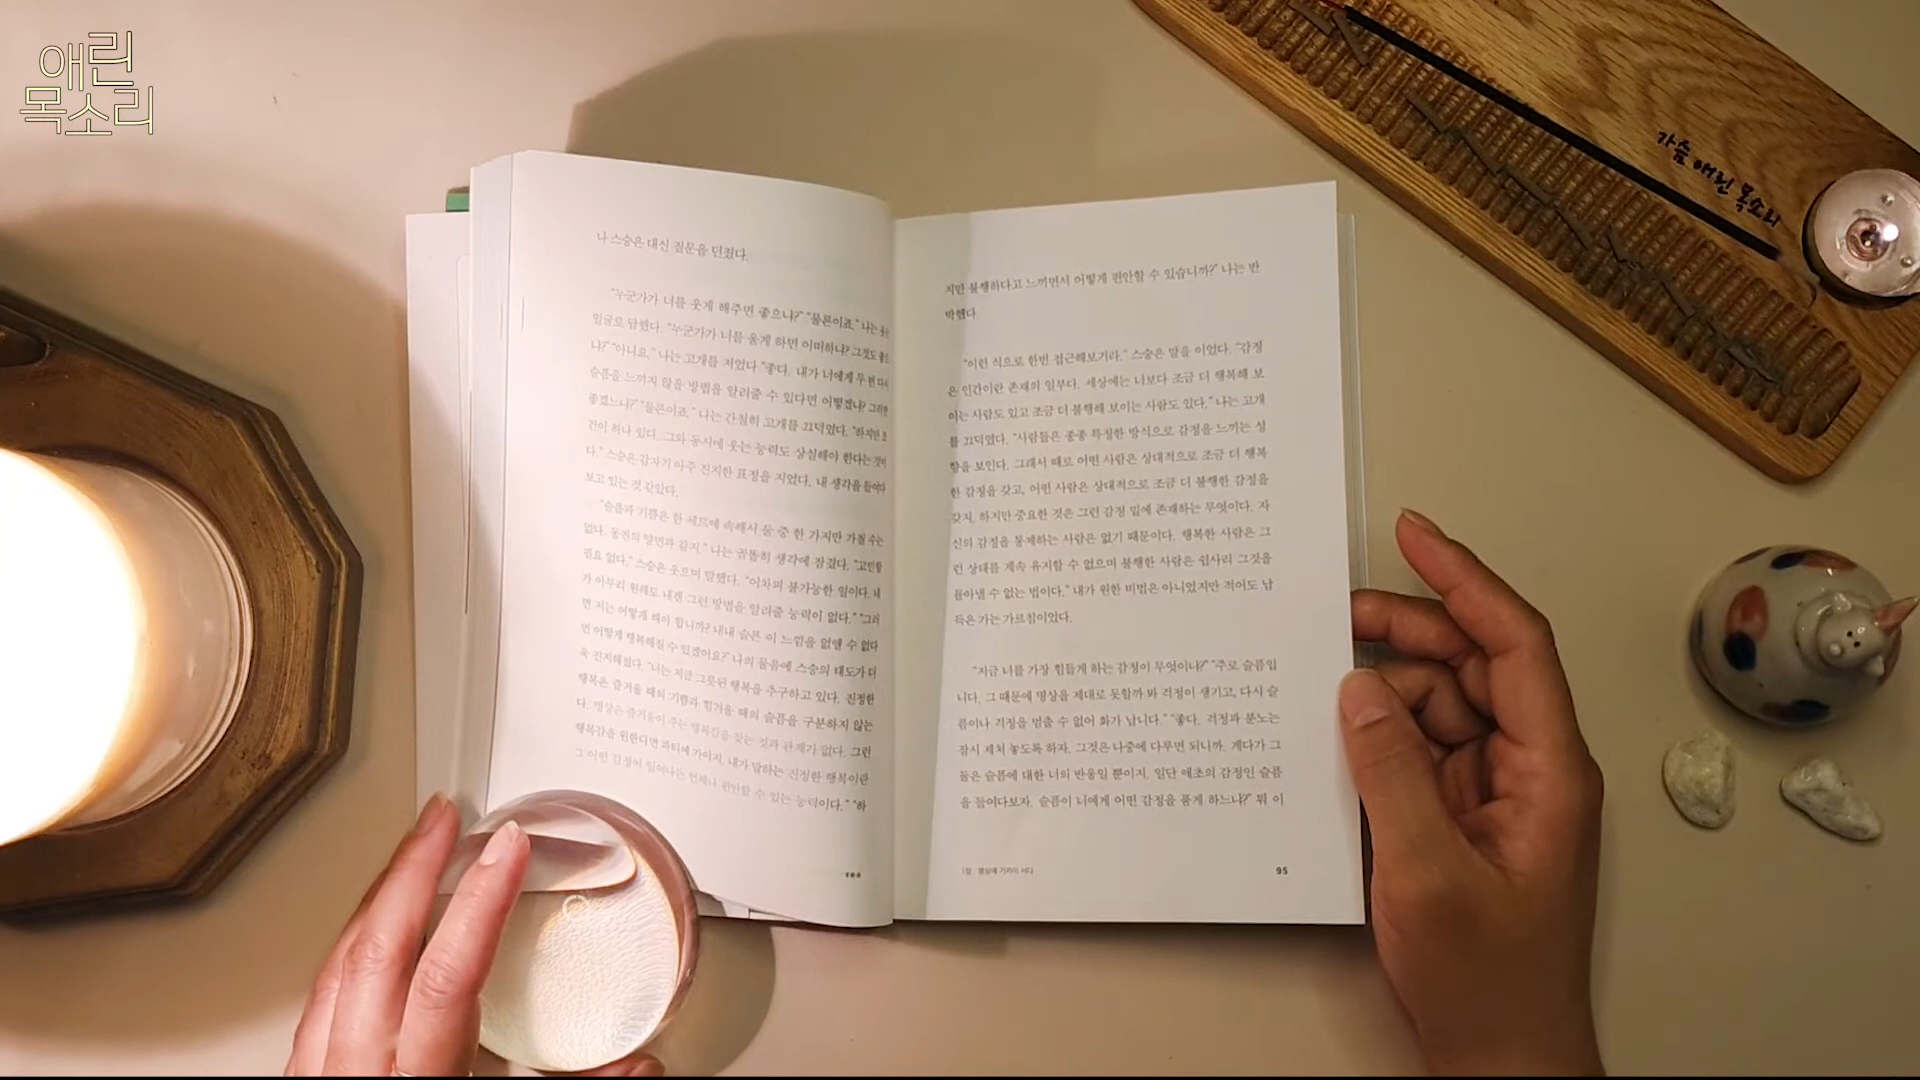 애린
목소리
가슴 애린 목소리
나 스승은 대신 질문을 던졌다.
"누군가가 너를 웃게 해주면 좋으냐?" "물론이죠." 나는
입굴로 답했다. "누군가가 너를 울게 하면 어떠하냐? 그것도 좋으
냐?" "아니요." 나는 고개를 저었다. "좋다. 내가 너에게 두 번 다시
슬픔을 느끼지 않을 방법을 알려줄 수 있다면 어떻겠냐? 그러면
좋겠느냐?" "물론이죠." 나는 간절히 고개를 끄덕였다. "하지만 조
건이 하나 있다. 그와 동시에 웃는 능력도 상실해야 한다는 것이
다." 스승은 갑자기 아주 진지한 표정을 지었다. 내 생각을 들여다
보고 있는 것 같았다.
"슬픔과 기쁨은 한 세트에 속해서 둘 중 한 가지만 가질 수는
없다. 동전의 양면과 같지." 나는 곰곰히 생각에 잠겼다. "고민할
필요 없다." 스승은 웃으며 말했다. "어차피 불가능한 일이다. 네
가 아무리 원해도 내겐 그런 방법을 알려줄 능력이 없다." "그러
면 저는 어떻게 해야 합니까? 내내 슬픈 이 느낌을 없앨 수 없다
면 어떻게 행복해질 수 있겠어요?" 나의 물음에 스승의 태도가 더
욱 진지해졌다. "너는 지금 그릇된 행복을 추구하고 있다. 진정한
행복은 즐거울 때의 기쁨과 힘겨울 때의 슬픔을 구분하지 않는
다. 명상은 즐거움이 주는 행복감을 찾는 것과 관계가 없다. 그런
행복감을 원한다면 파티에 가야지. 내가 말하는 진정한 행복이란
그 어떤 감정이 일어나든 언제나 편안할 수 있는 능력이다." "하
지만 불행하다고 느끼면서 어떻게 편안할 수 있습니까?" 나는 반
박했다.
"이런 식으로 한번 접근해보거라." 스승은 말을 이었다. "감정
은 인간이란 존재의 일부다. 세상에는 너보다 조금 더 행복해 보
이는 사람도 있고 조금 더 불행해 보이는 사람도 있다." 나는 고개
를 끄덕였다. "사람들은 종종 특정한 방식으로 감정을 느끼는 성
향을 보인다. 그래서 때로 어떤 사람은 상대적으로 조금 더 행복
한 감정을 갖고, 어떤 사람은 상대적으로 조금 더 불행한 감정을
갖지. 하지만 중요한 것은 그런 감정 밑에 존재하는 무엇이다. 자
신의 감정을 통제하는 사람은 없기 때문이다. 행복한 사람은 그
런 상태를 계속 유지할 수 없으며 불행한 사람은 쉽사리 그것을
몰아낼 수 없는 법이다." 내가 원한 비법은 아니었지만 적어도 납
득은 가는 가르침이었다.
"지금 너를 가장 힘들게 하는 감정이 무엇이냐?" "주로 슬픔입
니다. 그 때문에 명상을 제대로 못할까 봐 걱정이 생기고, 다시 슬
픔이나 걱정을 멈출 수 없어 화가 납니다." "좋다. 걱정과 분노는
잠시 제쳐 놓도록 하자. 그것은 나중에 다루면 되니까. 게다가 그
들은 슬픔에 대한 너의 반응일 뿐이지. 일단 애초의 감정인 슬픔
을 들여다보자. 슬픔이 너에게 어떤 감정을 품게 하느냐?" 뭐 이
1장 명상에 가까이 서다
95